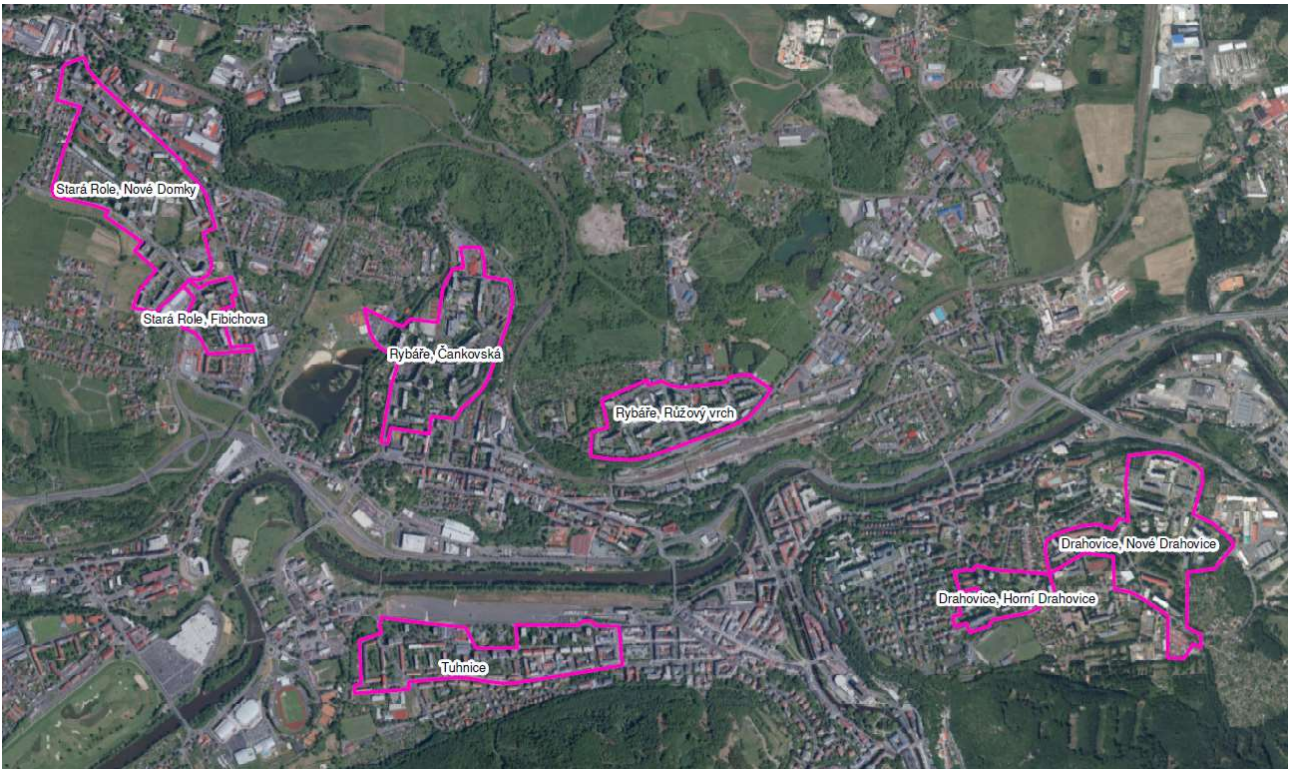 Stará Role, Nové Domky
Stará Role, Fibichova
Rybáře, Čankovská
Rybáře, Růžový vrch
Drahovice, Nové Drahovice
Drahovice, Horní Drahovice
Tuhnice